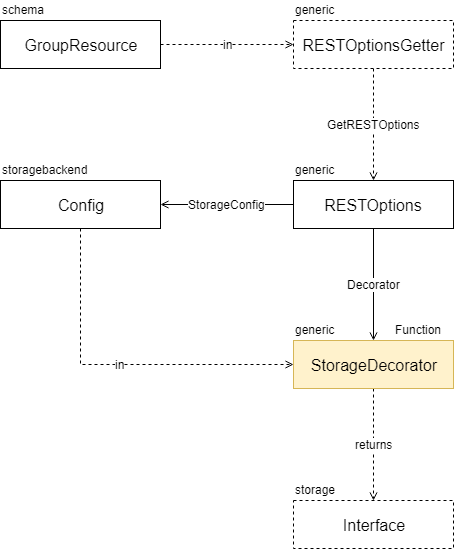 schema
generic
GroupResource
in
RESTOptionsGetter
GetRESTOptions
storagebackend
generic
Config
StorageConfig
RESTOptions
Decorator
generic
Function
in
StorageDecorator
returns
storage
Interface